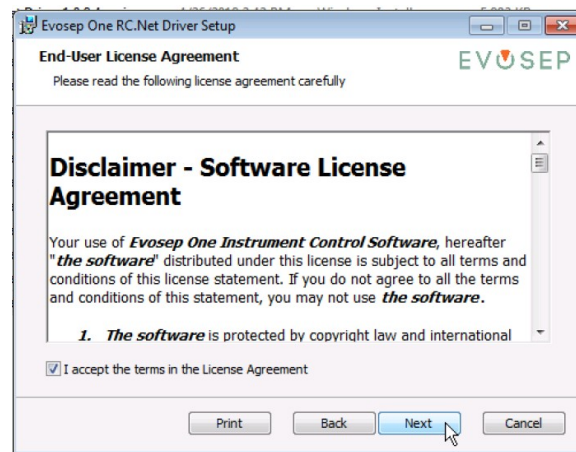 Evosep One RC.Net Driver Setup
End-User License Agreement
EVOSEP
Please read the following license agreement carefully
Disclaimer - Software License
Agreement
Your use of Evosep One Instrument Control Software, hereafter
"the software" distributed under this license is subject to all terms and
conditions of this license statement. If you do not agree to all the terms
and conditions of this statement, you may not use the software.
1. The software is protected by copyright law and international
I accept the terms in the License Agreement
Print Back Next Cancel